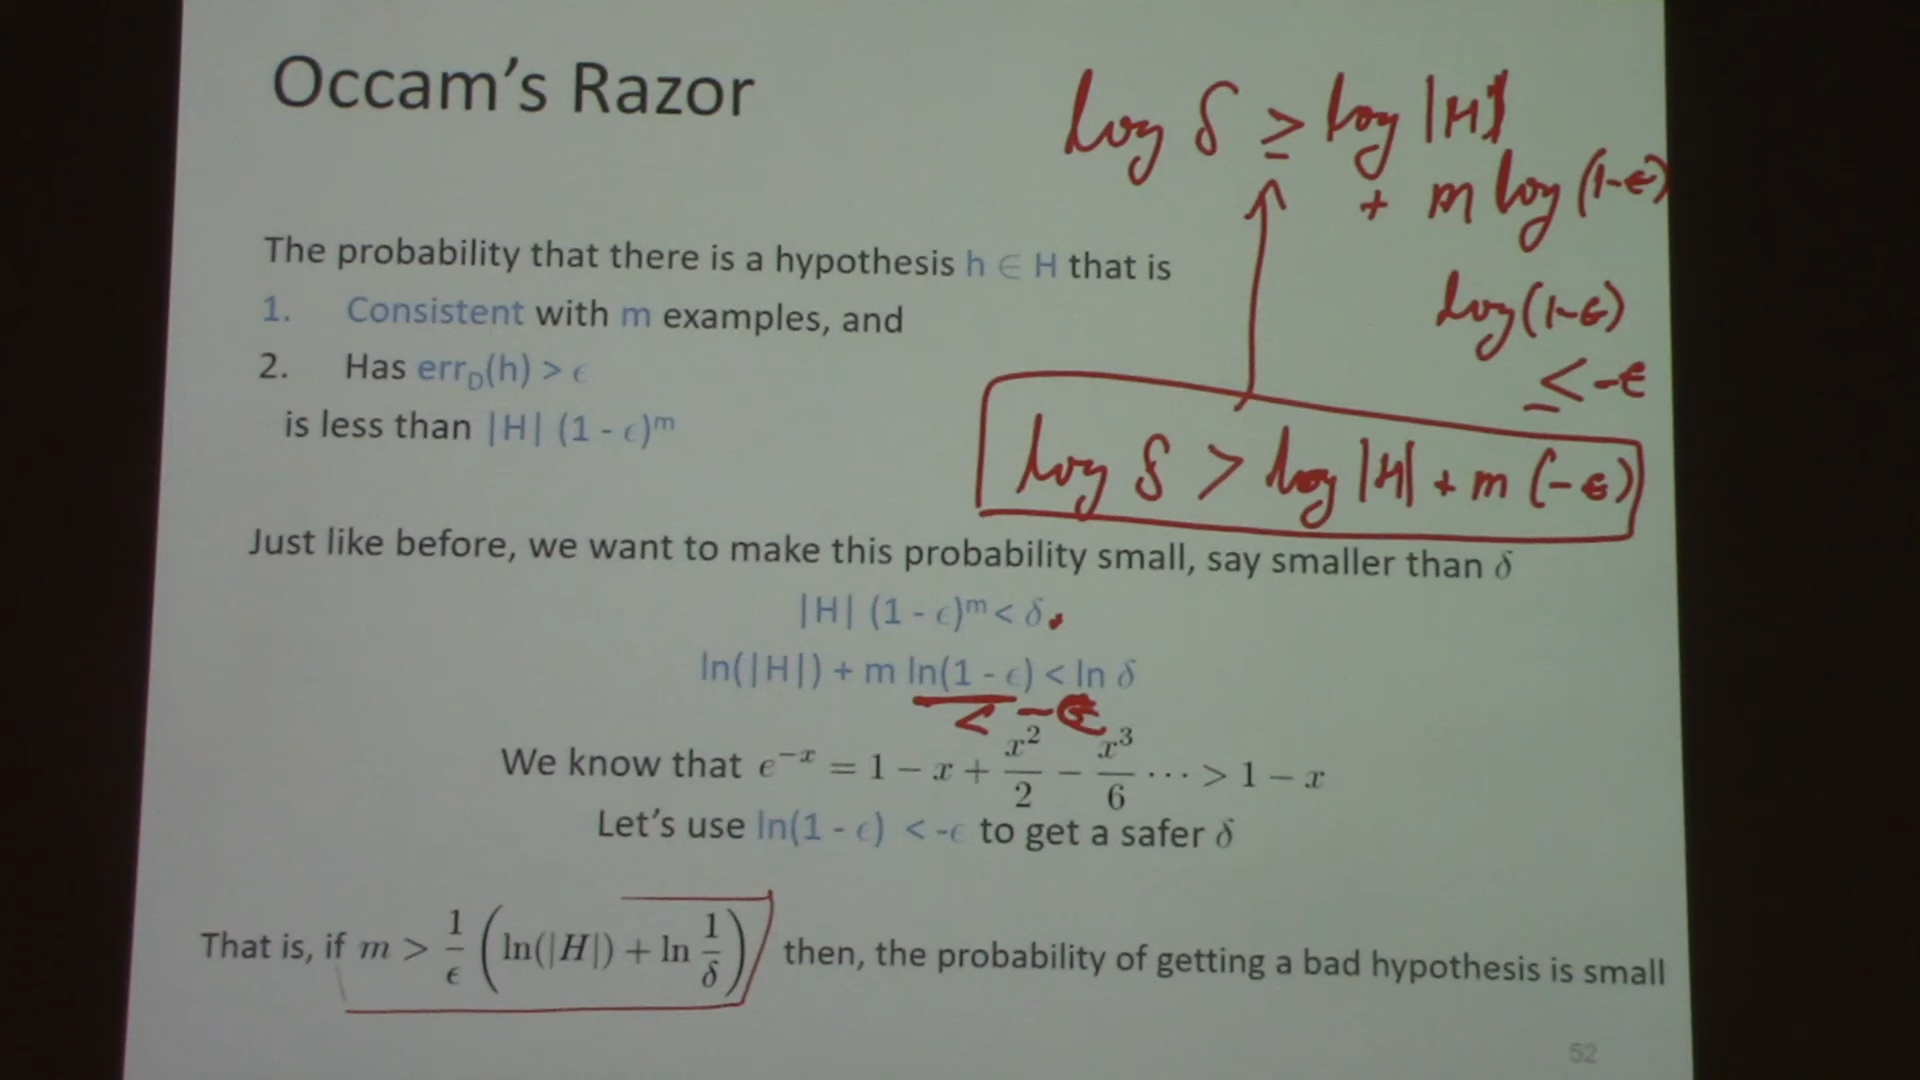 Occam's Razor
log δ ≥ log |H|
+ m log (1-ϵ)
The probability that there is a hypothesis h ∈ H that is
1. Consistent with m examples, and
log(1-ϵ)
≤ -ϵ
2. Has err_D(h) > ϵ
is less than |H| (1 - ϵ)^m
log δ > log |H| + m (-ϵ)
Just like before, we want to make this probability small, say smaller than δ
|H| (1 - ϵ)^m < δ.
ln(|H|) + m ln(1 - ϵ) < ln δ
< -ϵ
We know that e^{-x} = 1 - x + x^2/2 - x^3/6 ··· > 1 - x
Let's use ln(1 - ϵ) < -ϵ to get a safer δ
That is, if m > 1/ϵ (ln(|H|) + ln 1/δ) then, the probability of getting a bad hypothesis is small
52